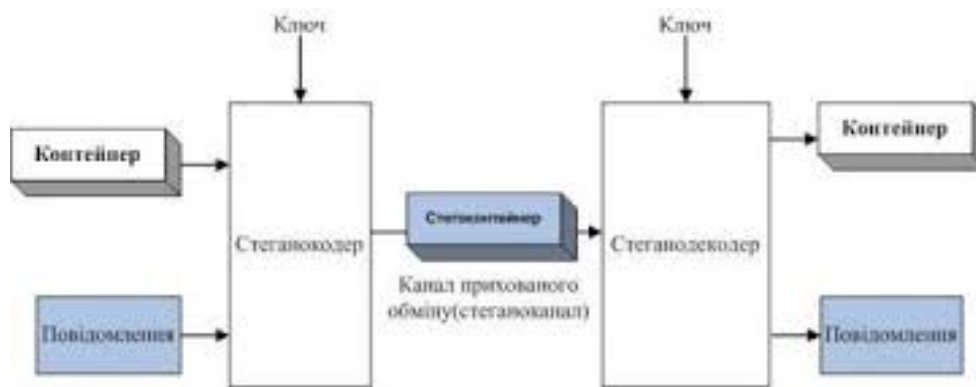 Ключ
Ключ
Контейнер
Контейнер
Стегоконтейнер
Стеганокодер
Стеганодекодер
Канал прихованого
обміну(стеганоканал)
Повідомлення
Повідомлення